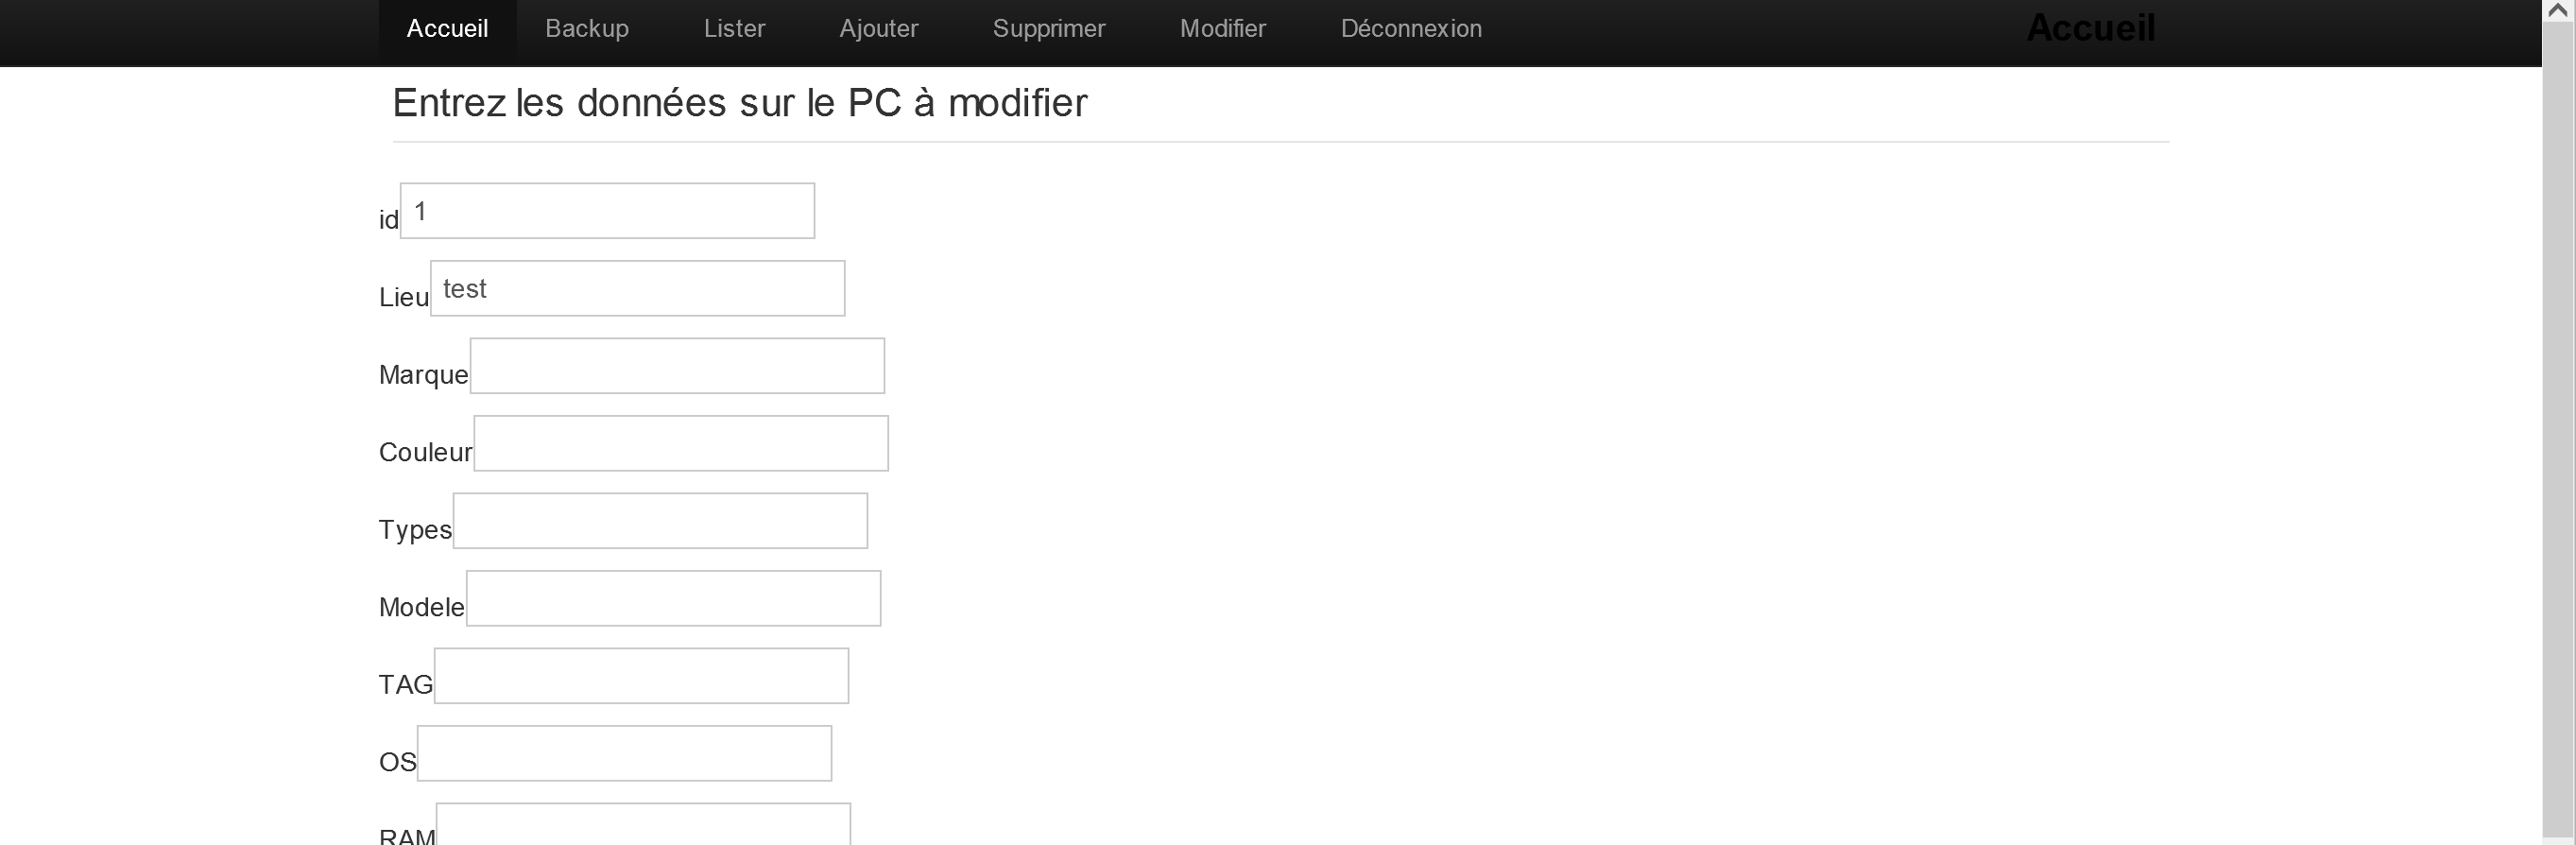 Accueil Backup Lister Ajouter Supprimer Modifier Déconnexion Accueil
Entrez les données sur le PC à modifier
id 1
Lieu test
Marque
Couleur
Types
Modele
TAG
OS
RAM